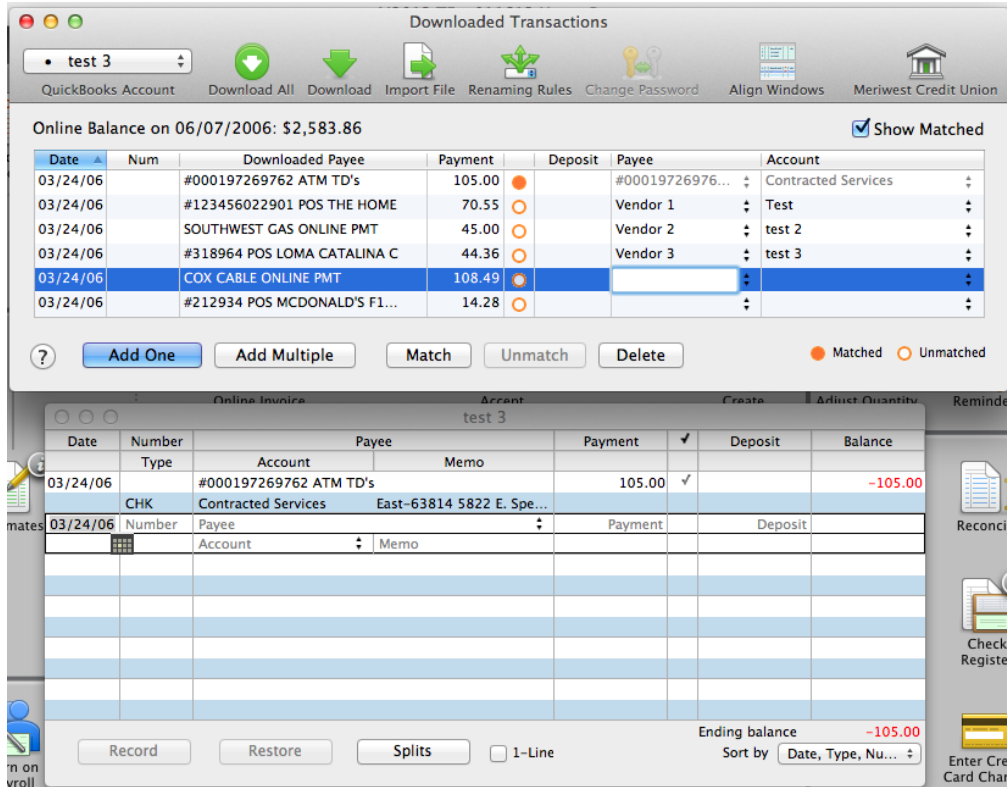 Downloaded Transactions
• test 3
QuickBooks Account Download All Download Import File Renaming Rules Change Password Align Windows Meriwest Credit Union
Online Balance on 06/07/2006: $2,583.86 Show Matched
Date Num Downloaded Payee Payment Deposit Payee Account
03/24/06 #000197269762 ATM TD's 105.00 #00019726976... Contracted Services
03/24/06 #123456022901 POS THE HOME 70.55 Vendor 1 Test
03/24/06 SOUTHWEST GAS ONLINE PMT 45.00 Vendor 2 test 2
03/24/06 #318964 POS LOMA CATALINA C 44.36 Vendor 3 test 3
03/24/06 COX CABLE ONLINE PMT 108.49
03/24/06 #212934 POS MCDONALD'S F1... 14.28
? Add One Add Multiple Match Unmatch Delete Matched Unmatched
Online Invoice Accept Create Adjust Quantity Reminde
test 3
Date Number Payee Payment ✓ Deposit Balance
Type Account Memo
03/24/06 #000197269762 ATM TD's 105.00 ✓ -105.00
CHK Contracted Services East-63814 5822 E. Spe...
mates 03/24/06 Number Payee Payment Deposit Reconci
Account Memo
Check
Registe
Ending balance -105.00
Record Restore Splits 1-Line Sort by Date, Type, Nu...
rn on Enter Cre
yroll Card Char